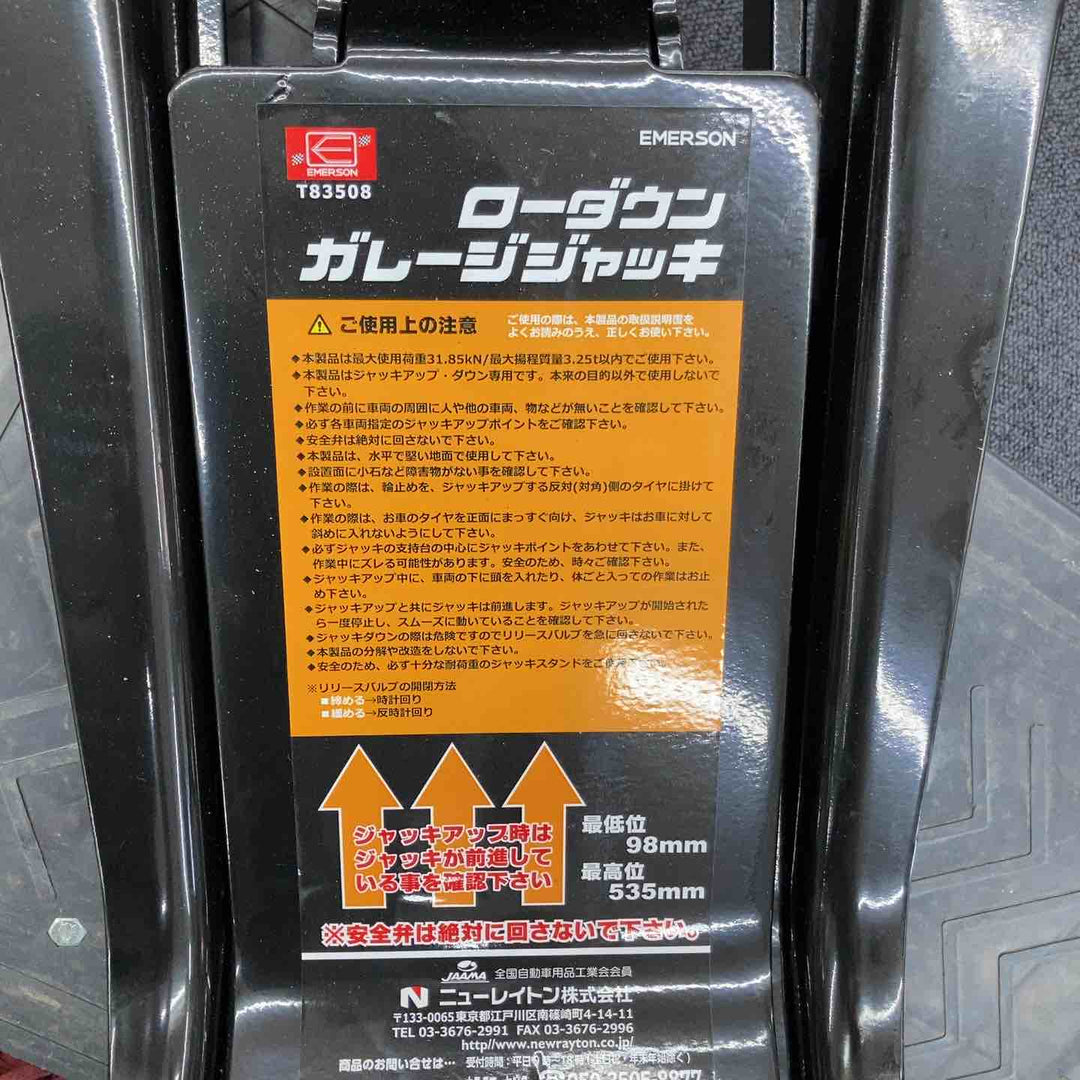 EMERSON
T83508
EMERSON
ローダウン
ガレージジャッキ
ご使用上の注意
ご使用の際は、本製品の取扱説明書を
よくお読みのうえ、正しくお使い下さい。
◆本製品は最大使用荷重31.85kN/最大揚程質量3.25t以内でご使用下さい。
◆本製品はジャッキアップ・ダウン専用です。本来の目的以外で使用しないで
下さい。
◆作業の前に車両の周囲に人や他の車両、物などが無いことを確認して下さい。
◆必ず各車両指定のジャッキアップポイントをご確認下さい。
◆安全弁は絶対に回さないで下さい。
◆本製品は、水平で堅い地面で使用して下さい。
◆設置面に小石など障害物がない事を確認して下さい。
◆作業の際は、輪止めを、ジャッキアップする反対(対角)側のタイヤに掛けて
下さい。
◆作業の際は、お車のタイヤを正面にまっすぐ向け、ジャッキはお車に対して
斜めに入れないようにして下さい。
◆必ずジャッキの支持台の中心にジャッキポイントをあわせて下さい。また、
作業中にズレる可能性があります。安全のため、時々ご確認下さい。
◆ジャッキアップ中に、車両の下に頭を入れたり、体ごと入っての作業はお止
め下さい。
◆ジャッキアップと共にジャッキは前進します。ジャッキアップが開始された
ら一度停止し、スムーズに動いていることを確認して下さい。
◆ジャッキダウンの際は危険ですのでリリースバルブを急に回さないで下さい。
◆本製品の分解や改造をしないで下さい。
◆安全のため、必ず十分な耐荷重のジャッキスタンドをご使用
※リリースバルブの開閉方法
■締める→時計回り
■緩める→反時計回り
ジャッキアップ時は
ジャッキが前進して
いる事を確認下さい
最低位
98mm
最高位
535mm
※安全弁は絶対に回さないで下さい。
JAAMA 全国自動車用品工業会会員
N ニューレイトン株式会社
〒133-0065東京都江戸川区南篠崎町4-14-11
TEL 03-3676-2991 FAX 03-3676-2996
http//www.newrayton.co.jp/
商品のお問い合せは… 受付時間:平日9時~18時(土日祝・年末年始除く)